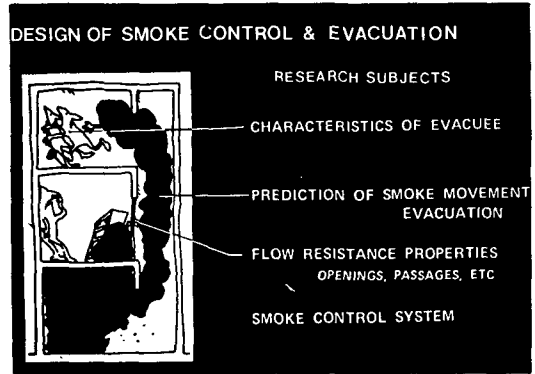 DESIGN OF SMOKE CONTROL & EVACUATION
RESEARCH SUBJECTS
CHARACTERISTICS OF EVACUEE
PREDICTION OF SMOKE MOVEMENT
EVACUATION
FLOW RESISTANCE PROPERTIES
OPENINGS, PASSAGES, ETC
SMOKE CONTROL SYSTEM